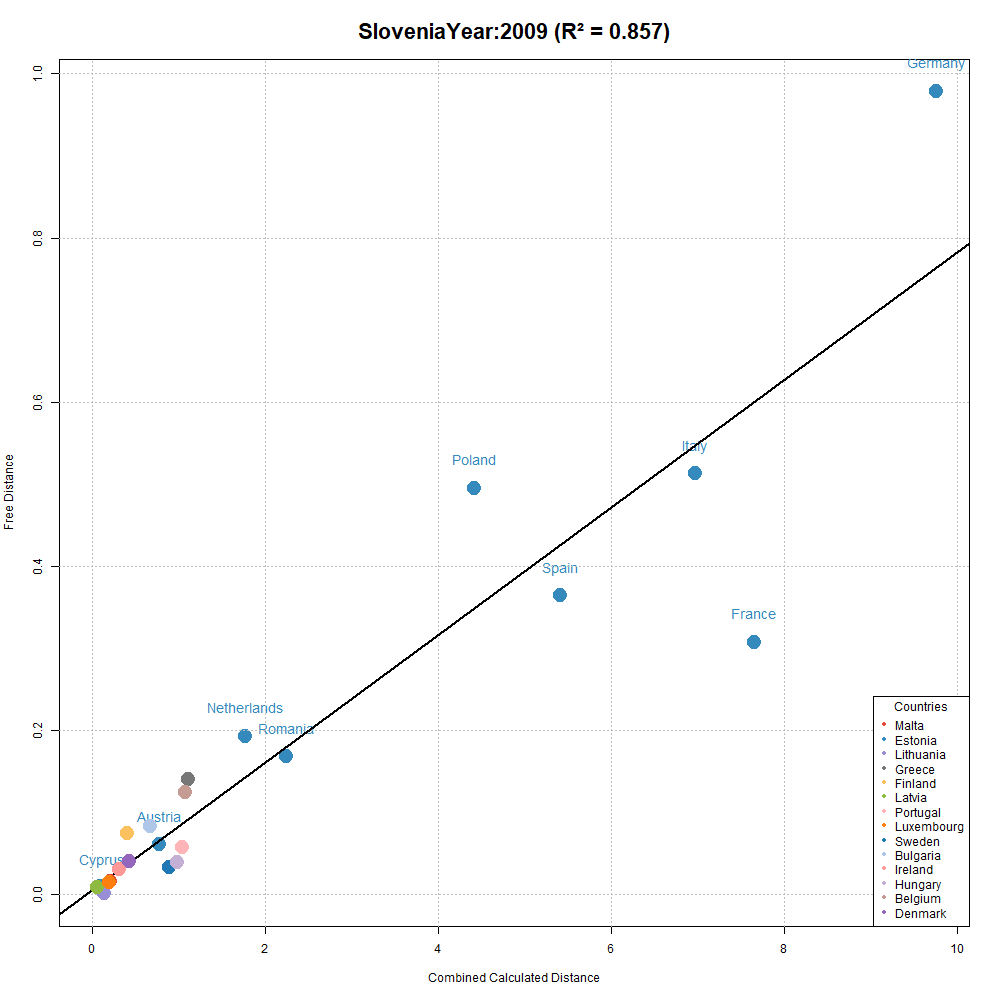 SloveniaYear:2009 (R² = 0.857)
Germany
1.0
0.8
0.6
0.4
0.2
0.0
Free Distance
Italy
Poland
Spain
France
Netherlands
Romania
Austria
Cyprus
Countries
Malta
Estonia
Lithuania
Greece
Finland
Latvia
Portugal
Luxembourg
Sweden
Bulgaria
Ireland
Hungary
Belgium
Denmark
0 2 4 6 8 10
Combined Calculated Distance